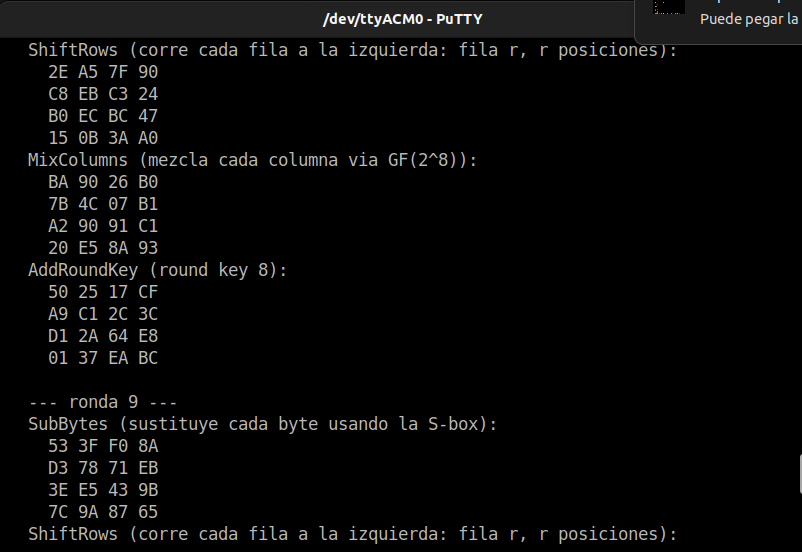 /dev/ttyACM0 - PuTTY
Puede pegar la
ShiftRows (corre cada fila a la izquierda: fila r, r posiciones):
2E A5 7F 90
C8 EB C3 24
B0 EC BC 47
15 0B 3A A0
MixColumns (mezcla cada columna via GF(2^8)):
BA 90 26 B0
7B 4C 07 B1
A2 90 91 C1
20 E5 8A 93
AddRoundKey (round key 8):
50 25 17 CF
A9 C1 2C 3C
D1 2A 64 E8
01 37 EA BC
--- ronda 9 ---
SubBytes (sustituye cada byte usando la S-box):
53 3F F0 8A
D3 78 71 EB
3E E5 43 9B
7C 9A 87 65
ShiftRows (corre cada fila a la izquierda: fila r, r posiciones):